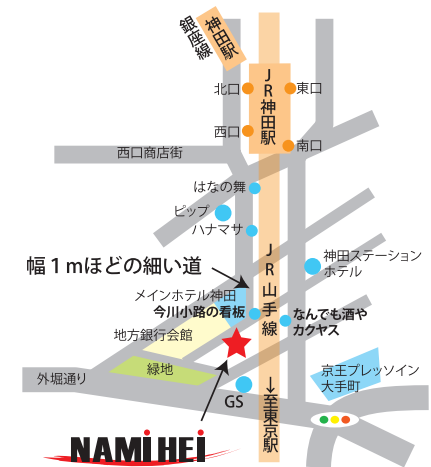 銀座線
神田駅
JR神田駅
北口
東口
西口
南口
西口商店街
はなの舞
ピップ
ハナマサ
幅1mほどの細い道
JR山手線
神田ステーション
ホテル
メインホテル神田
今川小路の看板
なんでも酒や
カクヤス
地方銀行会館
緑地
外堀通り
GS
京王プレッソイン
大手町
↓至東京駅
NAMiHEi